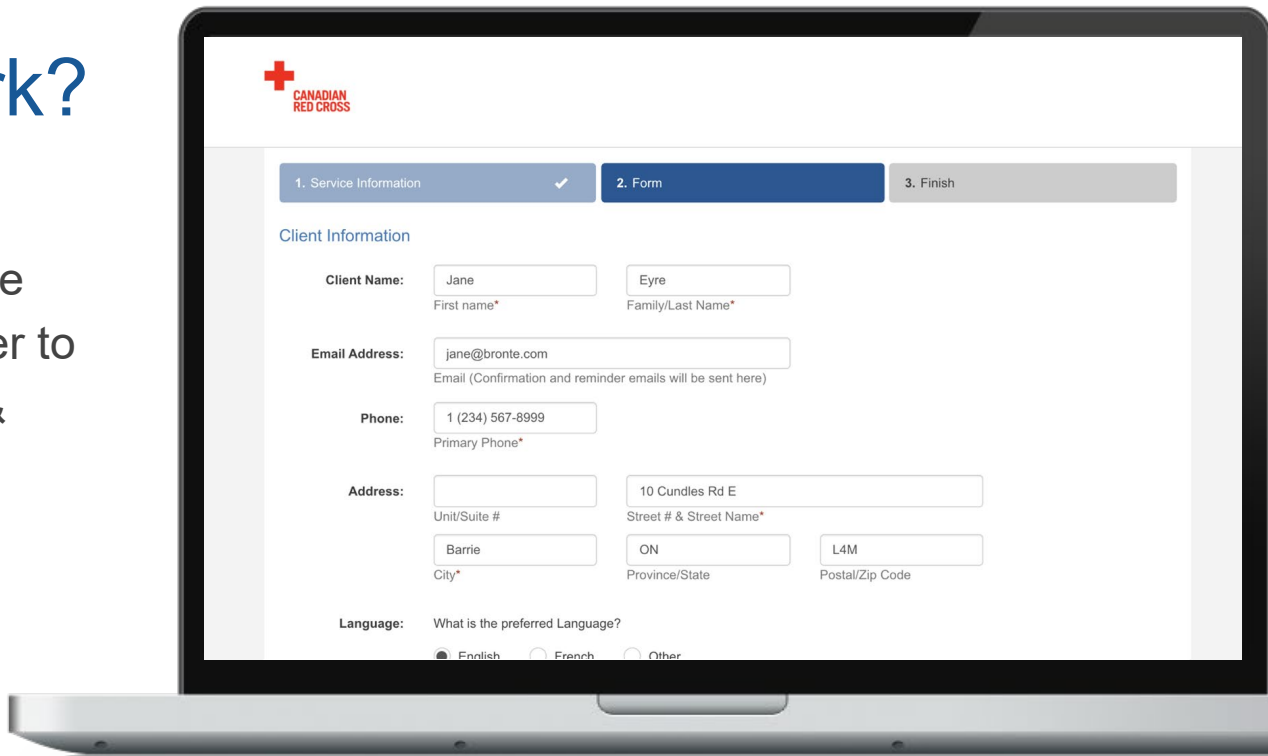 rk?
e
er to
&
CANADIAN
RED CROSS
1. Service Information
2. Form
3. Finish
Client Information
Client Name:
Jane
Eyre
First name*
Family/Last Name*
Email Address:
jane@bronte.com
Email (Confirmation and reminder emails will be sent here)
Phone:
1 (234) 567-8999
Primary Phone*
Address:
10 Cundles Rd E
Unit/Suite #
Street # & Street Name*
Barrie
ON
L4M
City*
Province/State
Postal/Zip Code
Language:
What is the preferred Language?
English
French
Other